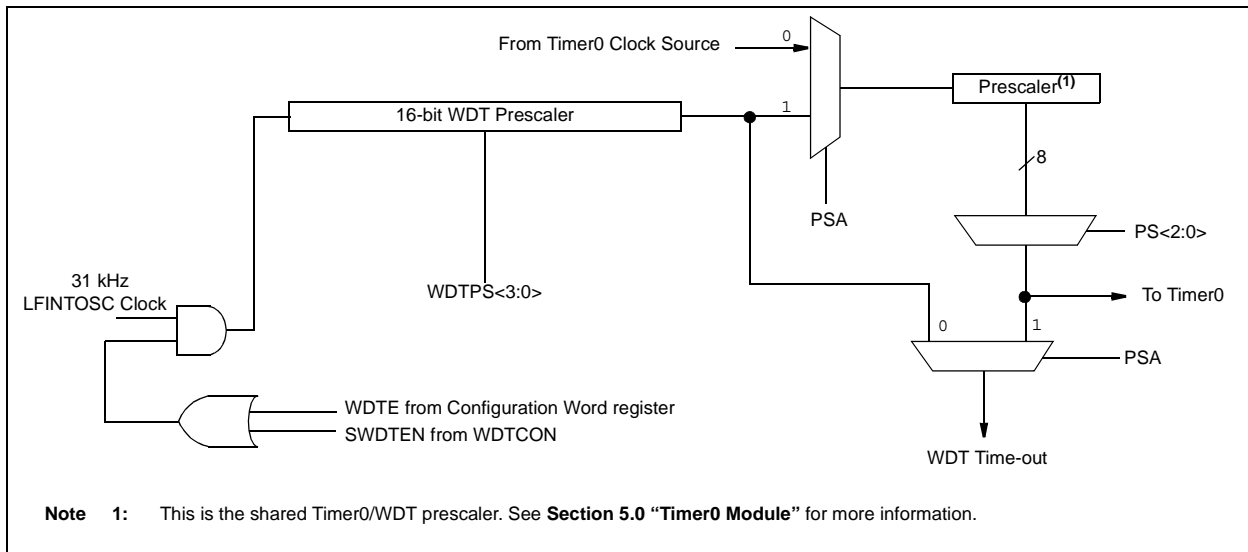 From Timer0 Clock Source
0
1
16-bit WDT Prescaler
Prescaler(1)
8
PSA
PS<2:0>
31 kHz
LFINTOSC Clock
WDTPS<3:0>
To Timer0
0
1
PSA
WDTE from Configuration Word register
SWDTEN from WDTCON
WDT Time-out
Note 1: This is the shared Timer0/WDT prescaler. See Section 5.0 “Timer0 Module” for more information.